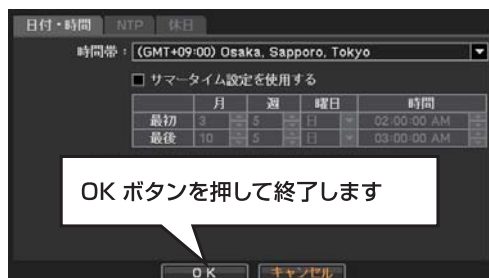 日付・時間 NTP 休日
時間帯 : (GMT+09:00) Osaka, Sapporo, Tokyo
サマータイム設定を使用する
月 週 曜日 時間
最初 3 5 日 02:00:00 AM
最後 10 5 日 03:00:00 AM
OK ボタンを押して終了します
OK キャンセル